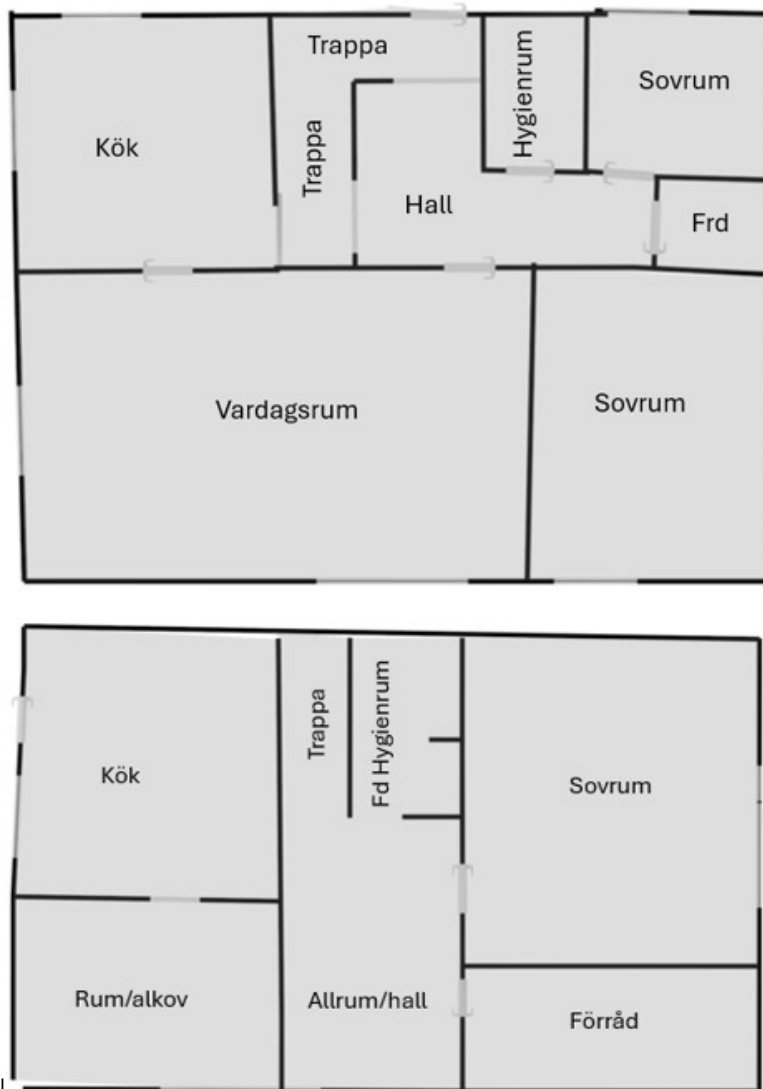 Trappa
Hygienrum
Sovrum
Kök
Trappa
Hall
Frd
Vardagsrum
Sovrum
Trappa
Fd Hygienrum
Kök
Sovrum
Rum/alkov
Allrum/hall
Förråd